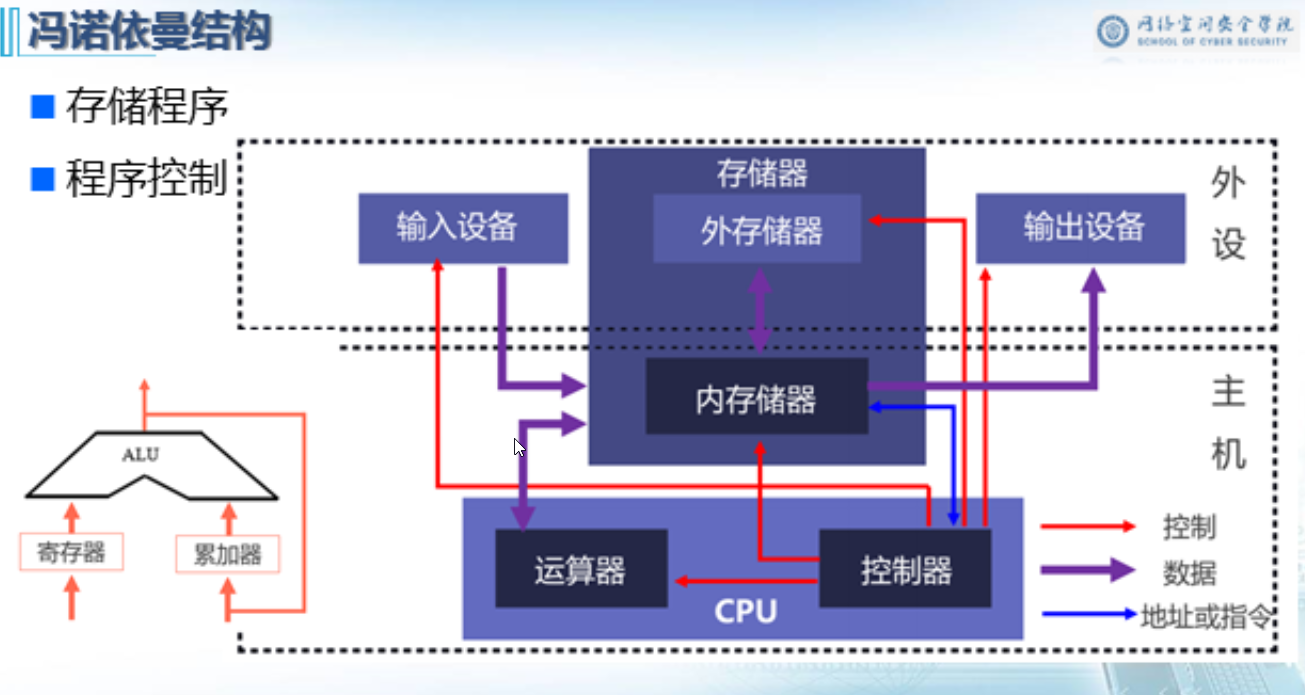 冯诺依曼结构
网络空间安全学院
SCHOOL OF CYBER SECURITY
存储程序
程序控制
存储器
外存储器
输入设备
输出设备
外
设
内存储器
主
机
ALU
寄存器
累加器
运算器
控制器
CPU
控制
数据
地址或指令